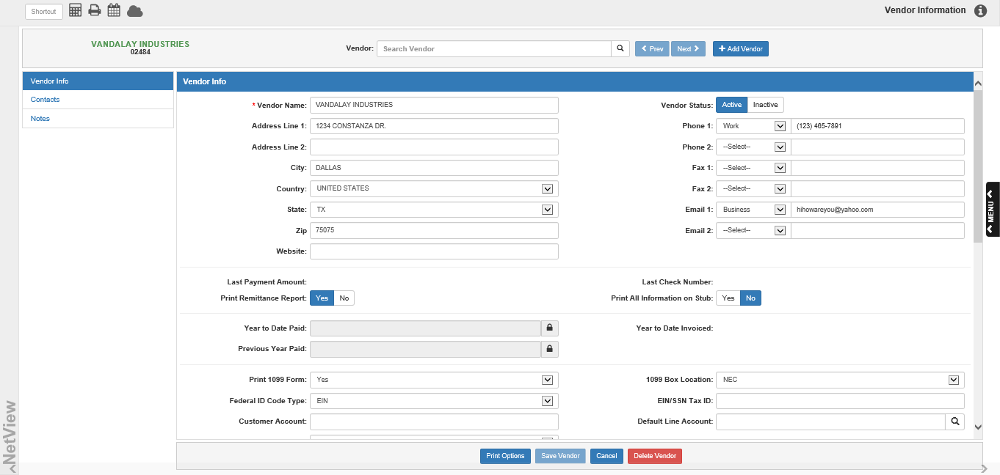 Shortcut
Vendor Information
VANDALAY INDUSTRIES
02484
Vendor: Search Vendor Prev Next Add Vendor
Vendor Info
Contacts
Notes
Vendor Info
* Vendor Name: VANDALAY INDUSTRIES Vendor Status: Active Inactive
Address Line 1: 1234 CONSTANZA DR. Phone 1: Work (123) 465-7891
Address Line 2: Phone 2: --Select--
City: DALLAS Fax 1: --Select--
Country: UNITED STATES Fax 2: --Select--
State: TX Email 1: Business hihowareyou@yahoo.com
Zip 75075 Email 2: --Select--
Website:
Last Payment Amount: Last Check Number:
Print Remittance Report: Yes No Print All Information on Stub: Yes No
Year to Date Paid: Year to Date Invoiced:
Previous Year Paid:
Print 1099 Form: Yes 1099 Box Location: NEC
Federal ID Code Type: EIN EIN/SSN Tax ID:
Customer Account: Default Line Account:
Print Options Save Vendor Cancel Delete Vendor
MENU
NetView